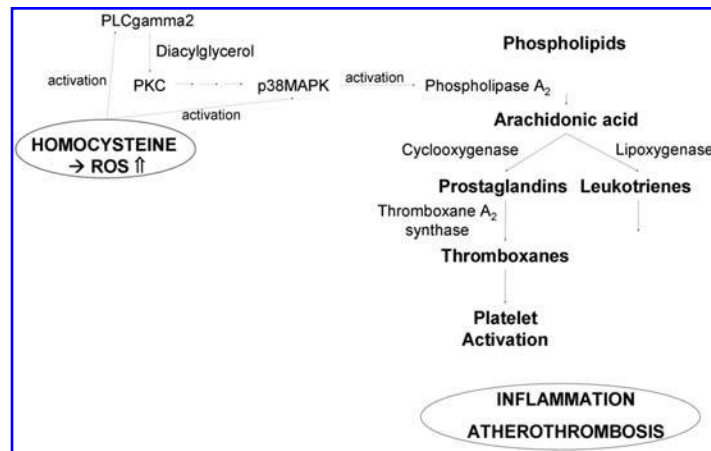 PLCgamma2
Diacylglycerol
Phospholipids
activation
PKC
p38MAPK
activation
Phospholipase A₂
activation
Arachidonic acid
HOMOCYSTEINE
→ ROS ⇑
Cyclooxygenase
Lipoxygenase
Prostaglandins
Leukotrienes
Thromboxane A₂
synthase
Thromboxanes
Platelet
Activation
INFLAMMATION
ATHEROTHROMBOSIS